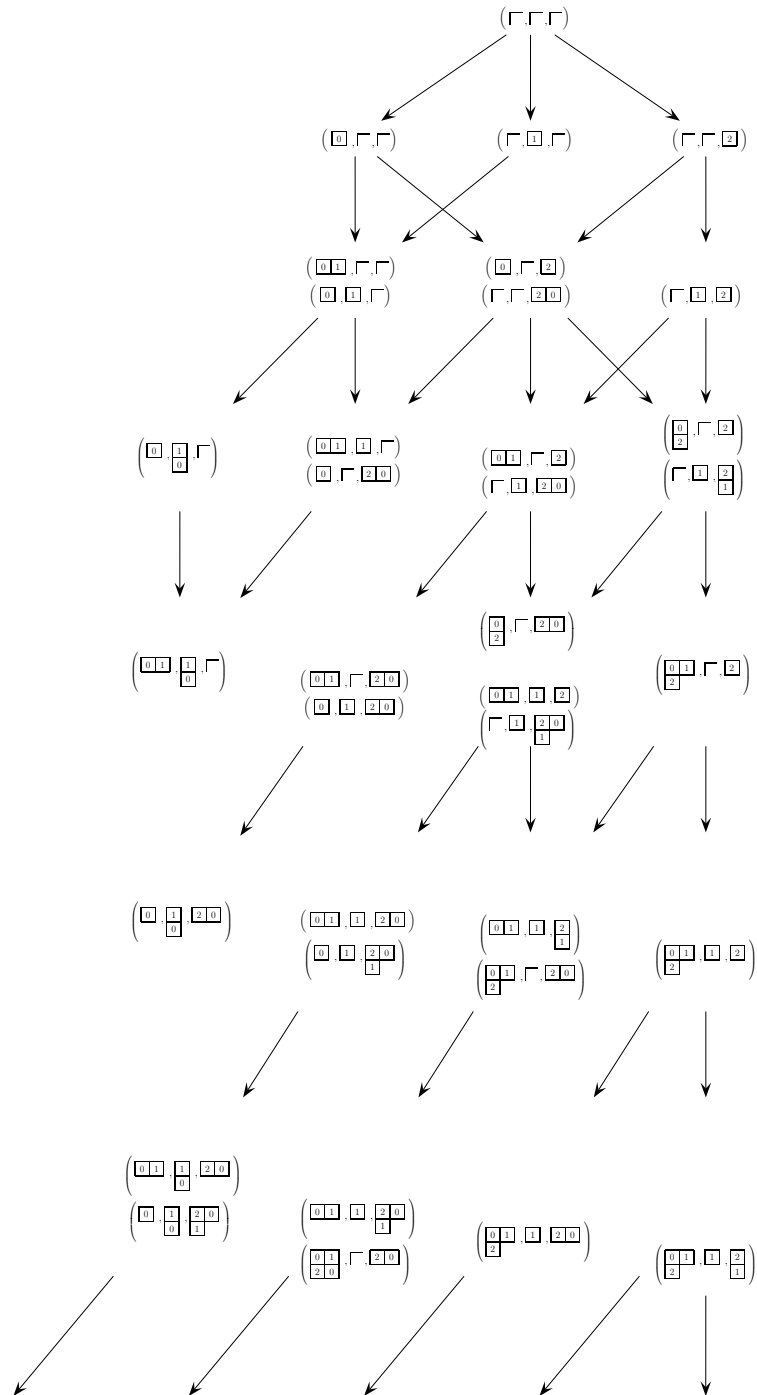 ( , , )
( 0 , , ) ( , 1 , ) ( , , 2 )
( 0 1 , , ) ( 0 , , 2 )
( 0 , 1 , ) ( , , 2 0 ) ( , 1 , 2 )
( 0 , 1 0 , ) ( 0 1 , 1 , ) ( 0 1 , , 2 ) ( 0 2 , , 2 )
( 0 , , 2 0 ) ( , 1 , 2 0 ) ( , 1 , 2 1 )
( 0 2 , , 2 0 )
( 0 1 , 1 0 , ) ( 0 1 , , 2 0 ) ( 0 1 , 1 , 2 ) ( 0 1 2 , , 2 )
( 0 , 1 , 2 0 ) ( , 1 , 2 0 1 )
( 0 , 1 0 , 2 0 ) ( 0 1 , 1 , 2 0 ) ( 0 1 , 1 , 2 1 )
( 0 , 1 , 2 0 1 ) ( 0 1 2 , , 2 0 ) ( 0 1 2 , 1 , 2 )
( 0 1 , 1 0 , 2 0 )
( 0 , 1 0 , 2 0 1 ) ( 0 1 , 1 , 2 0 1 ) ( 0 1 2 , 1 , 2 0 )
( 0 1 2 0 , , 2 0 ) ( 0 1 2 , 1 , 2 1 )